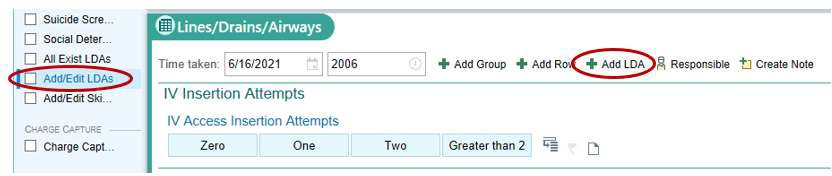 Suicide Scre...
Social Deter...
All Exist LDAs
Add/Edit LDAs
Add/Edit Ski...
CHARGE CAPTURE
Charge Capt...
Lines/Drains/Airways
Time taken: 6/16/2021 2006 Add Group Add Row Add LDA Responsible Create Note
IV Insertion Attempts
IV Access Insertion Attempts
Zero One Two Greater than 2